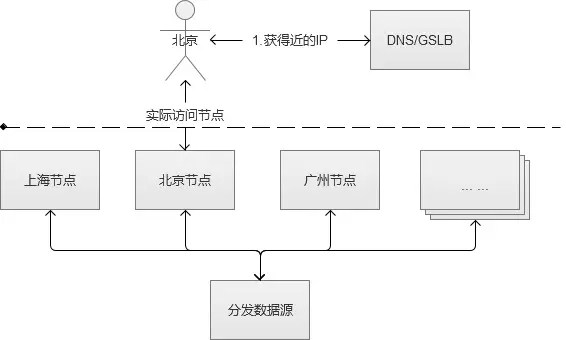 北京
1.获得近的IP
DNS/GSLB
实际访问节点
上海节点
北京节点
广州节点
... ...
分发数据源